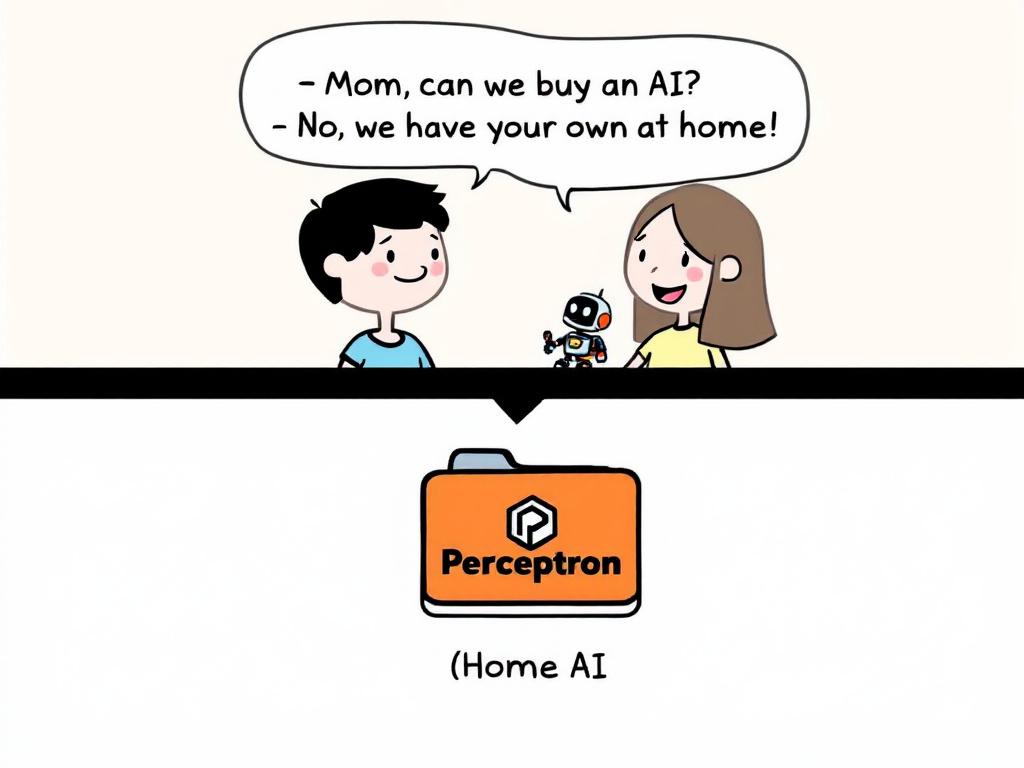 – Mom, can we buy an AI?
– No, we have your own at home!
Perceptron
(Home AI